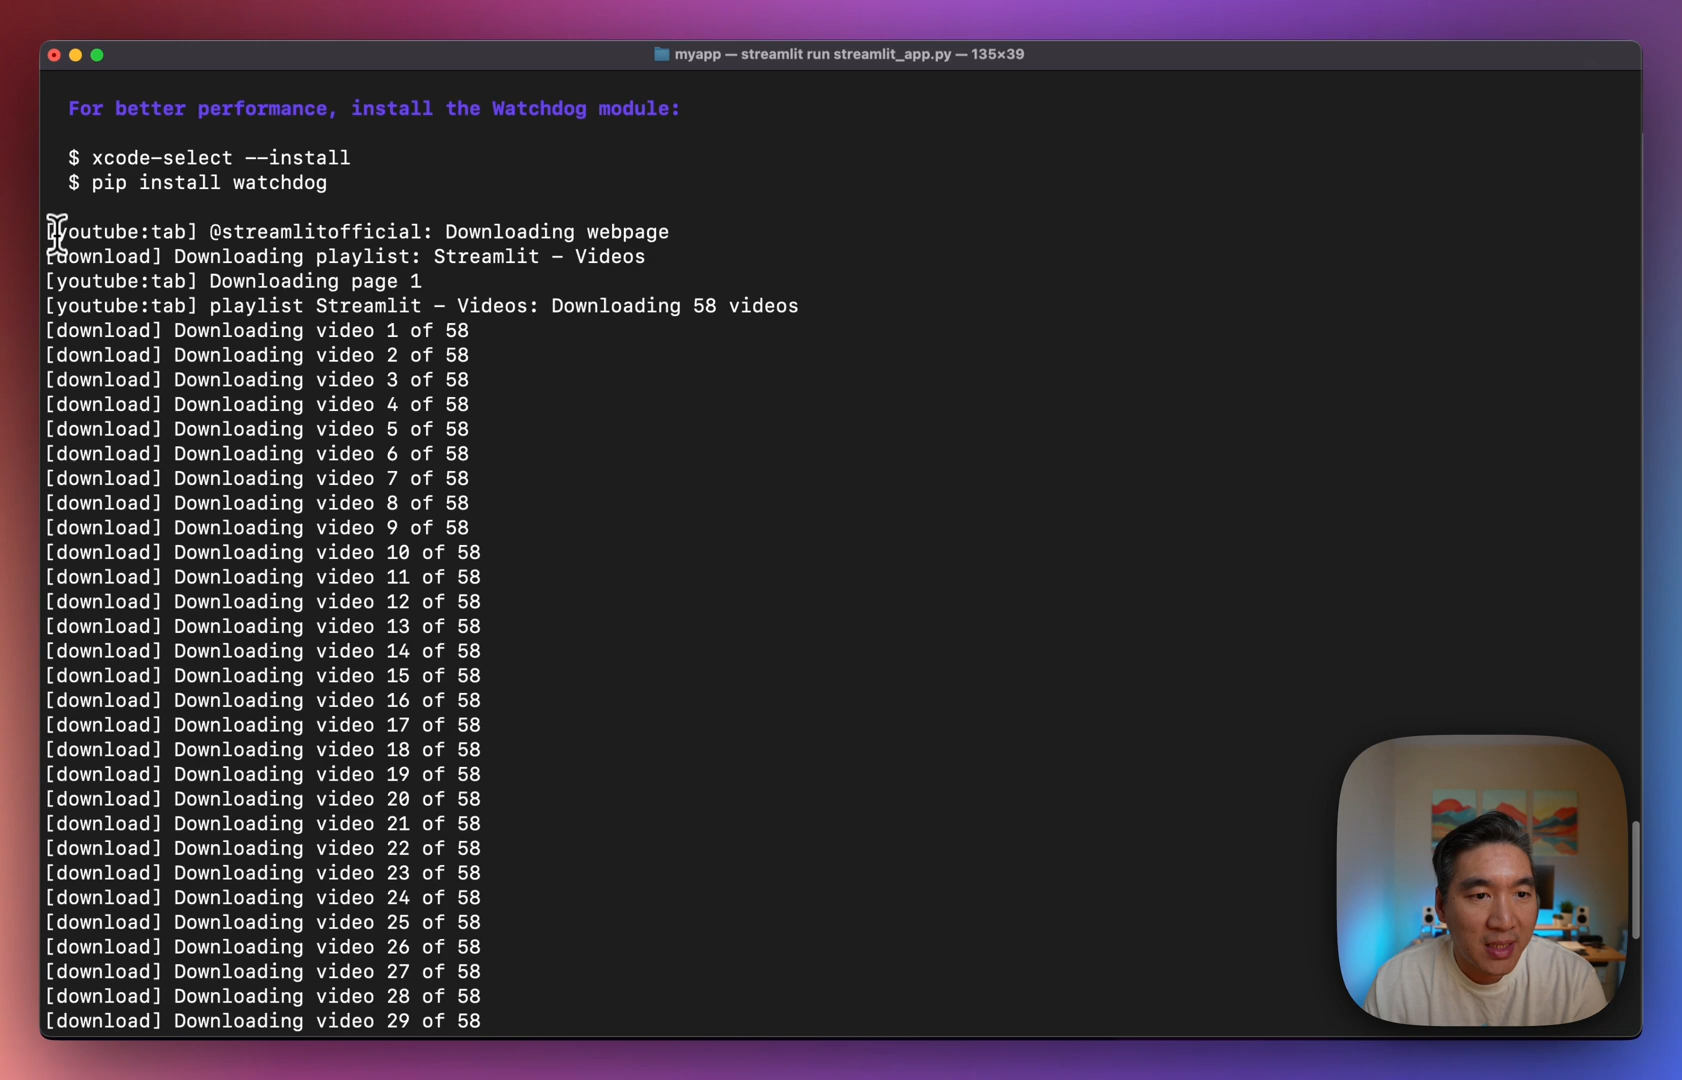 myapp — streamlit run streamlit_app.py — 135×39
For better performance, install the Watchdog module:
$ xcode-select --install
$ pip install watchdog
[youtube:tab] @streamlitofficial: Downloading webpage
[download] Downloading playlist: Streamlit - Videos
[youtube:tab] Downloading page 1
[youtube:tab] playlist Streamlit - Videos: Downloading 58 videos
[download] Downloading video 1 of 58
[download] Downloading video 2 of 58
[download] Downloading video 3 of 58
[download] Downloading video 4 of 58
[download] Downloading video 5 of 58
[download] Downloading video 6 of 58
[download] Downloading video 7 of 58
[download] Downloading video 8 of 58
[download] Downloading video 9 of 58
[download] Downloading video 10 of 58
[download] Downloading video 11 of 58
[download] Downloading video 12 of 58
[download] Downloading video 13 of 58
[download] Downloading video 14 of 58
[download] Downloading video 15 of 58
[download] Downloading video 16 of 58
[download] Downloading video 17 of 58
[download] Downloading video 18 of 58
[download] Downloading video 19 of 58
[download] Downloading video 20 of 58
[download] Downloading video 21 of 58
[download] Downloading video 22 of 58
[download] Downloading video 23 of 58
[download] Downloading video 24 of 58
[download] Downloading video 25 of 58
[download] Downloading video 26 of 58
[download] Downloading video 27 of 58
[download] Downloading video 28 of 58
[download] Downloading video 29 of 58